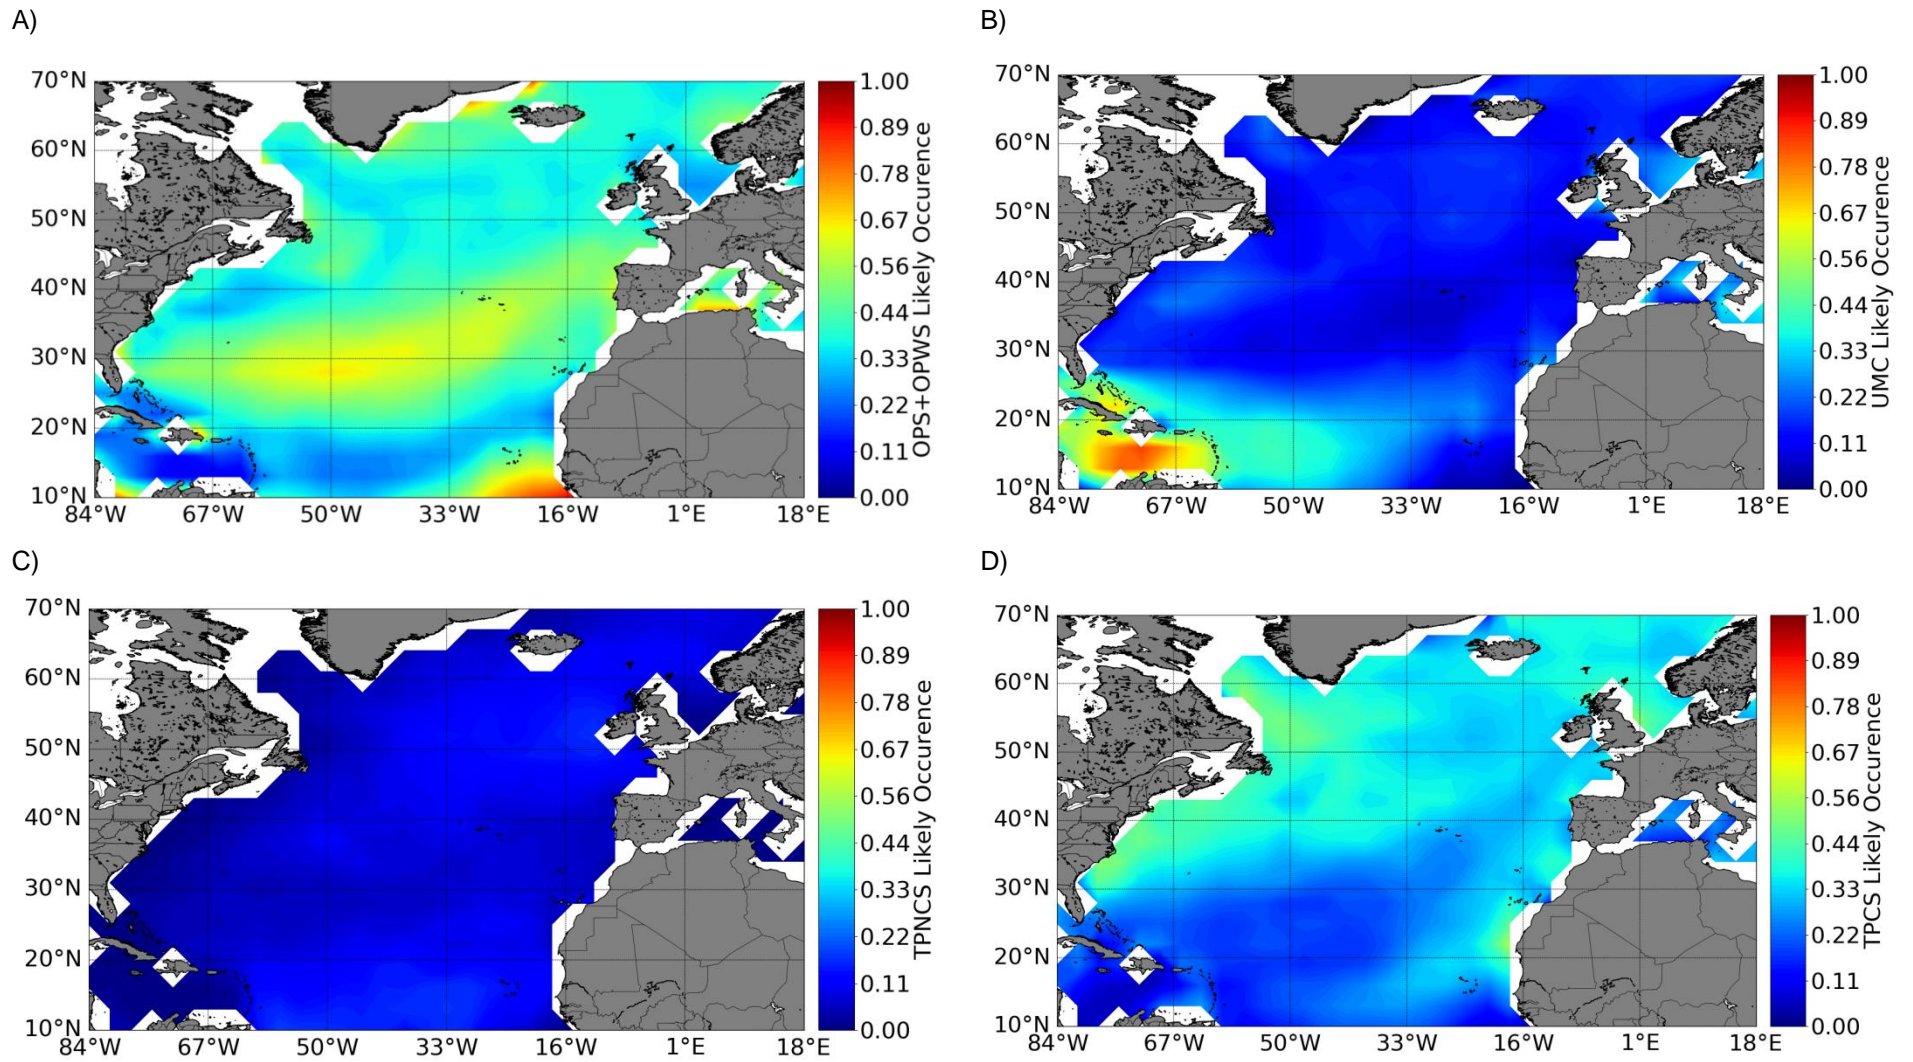 A)
B)
70°N
60°N
50°N
40°N
30°N
20°N
10°N
84°W 67°W 50°W 33°W 16°W 1°E 18°E
1.00
0.89
0.78
0.67
0.56
0.44
0.33
0.22
0.11
0.00
OPS+OPWS Likely Occurence
70°N
60°N
50°N
40°N
30°N
20°N
10°N
84°W 67°W 50°W 33°W 16°W 1°E 18°E
1.00
0.89
0.78
0.67
0.56
0.44
0.33
0.22
0.11
0.00
UMC Likely Occurence
C)
D)
70°N
60°N
50°N
40°N
30°N
20°N
10°N
84°W 67°W 50°W 33°W 16°W 1°E 18°E
1.00
0.89
0.78
0.67
0.56
0.44
0.33
0.22
0.11
0.00
TPNCS Likely Occurence
70°N
60°N
50°N
40°N
30°N
20°N
10°N
84°W 67°W 50°W 33°W 16°W 1°E 18°E
1.00
0.89
0.78
0.67
0.56
0.44
0.33
0.22
0.11
0.00
TPCS Likely Occurence